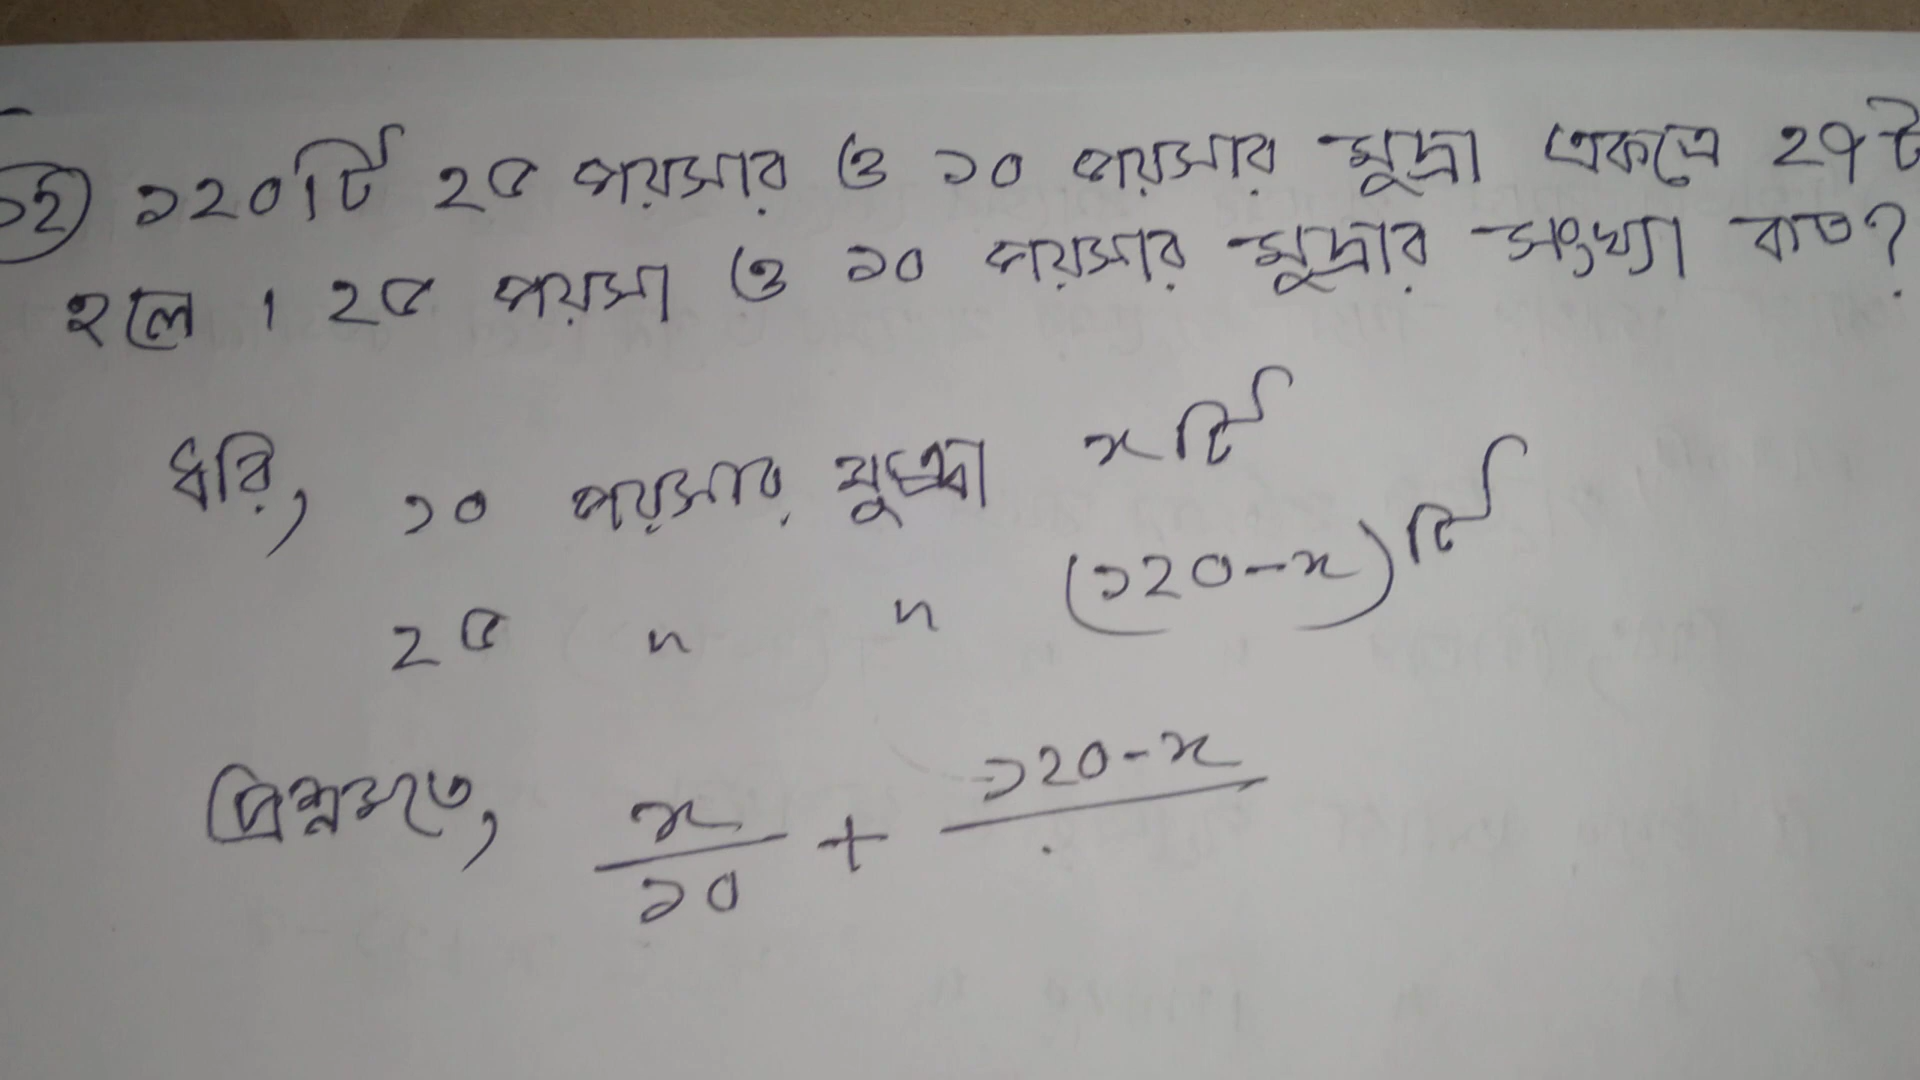 ১২) ১২০টি ২৫ পয়সার ও ১০ পয়সার মুদ্রা একত্রে ২৭ ট
হলে । ২৫ পয়সা ও ১০ পয়সার মুদ্রার সংখ্যা কত?
ধরি, ১০ পয়সার মুদ্রা xটি
২৫ " " (১২০-x)টি
প্রশ্নমতে, x/১০ + ১২০-x/